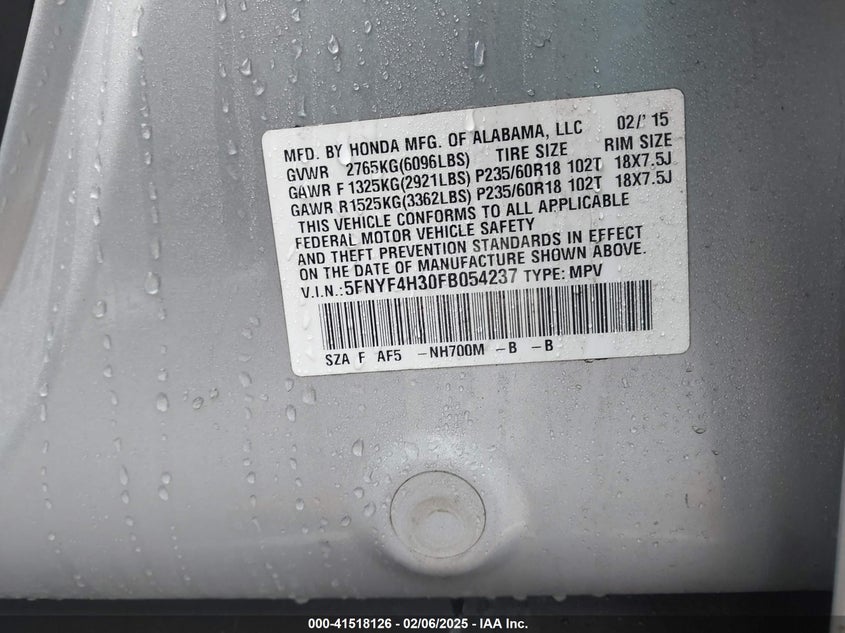 MFD. BY HONDA MFG. OF ALABAMA, LLC 02/'15
GVWR 2765KG(6096LBS) TIRE SIZE RIM SIZE
GAWR F 1325KG(2921LBS) P235/60R18 102T 18X7.5J
GAWR R1525KG(3362LBS) P235/60R18 102T 18X7.5J
THIS VEHICLE CONFORMS TO ALL APPLICABLE
FEDERAL MOTOR VEHICLE SAFETY
AND THEFT PREVENTION STANDARDS IN EFFECT
ON THE DATE OF MANUFACTURE SHOWN ABOVE.
V.I.N.:5FNYF4H30FB054237 TYPE: MPV
SZA F AF5 -NH700M -B -B
000-41518126 - 02/06/2025 - IAA Inc.